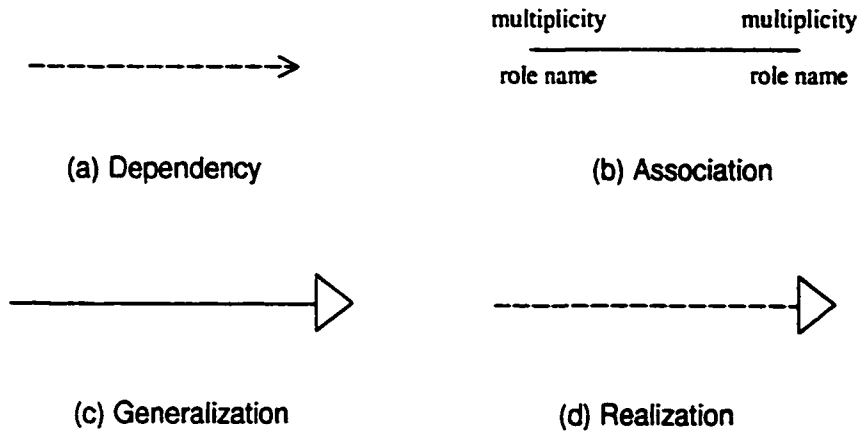 multiplicity multiplicity
role name role name
(a) Dependency (b) Association
(c) Generalization (d) Realization